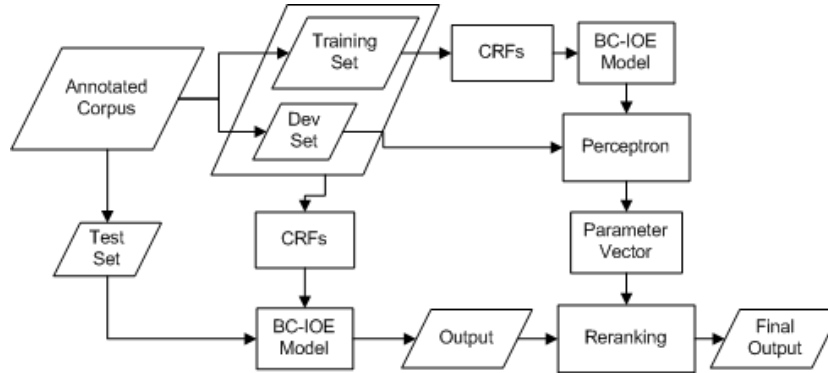 Training
Set
CRFs
BC-IOE
Model
Annotated
Corpus
Dev
Set
Perceptron
Test
Set
CRFs
Parameter
Vector
BC-IOE
Model
Output
Reranking
Final
Output